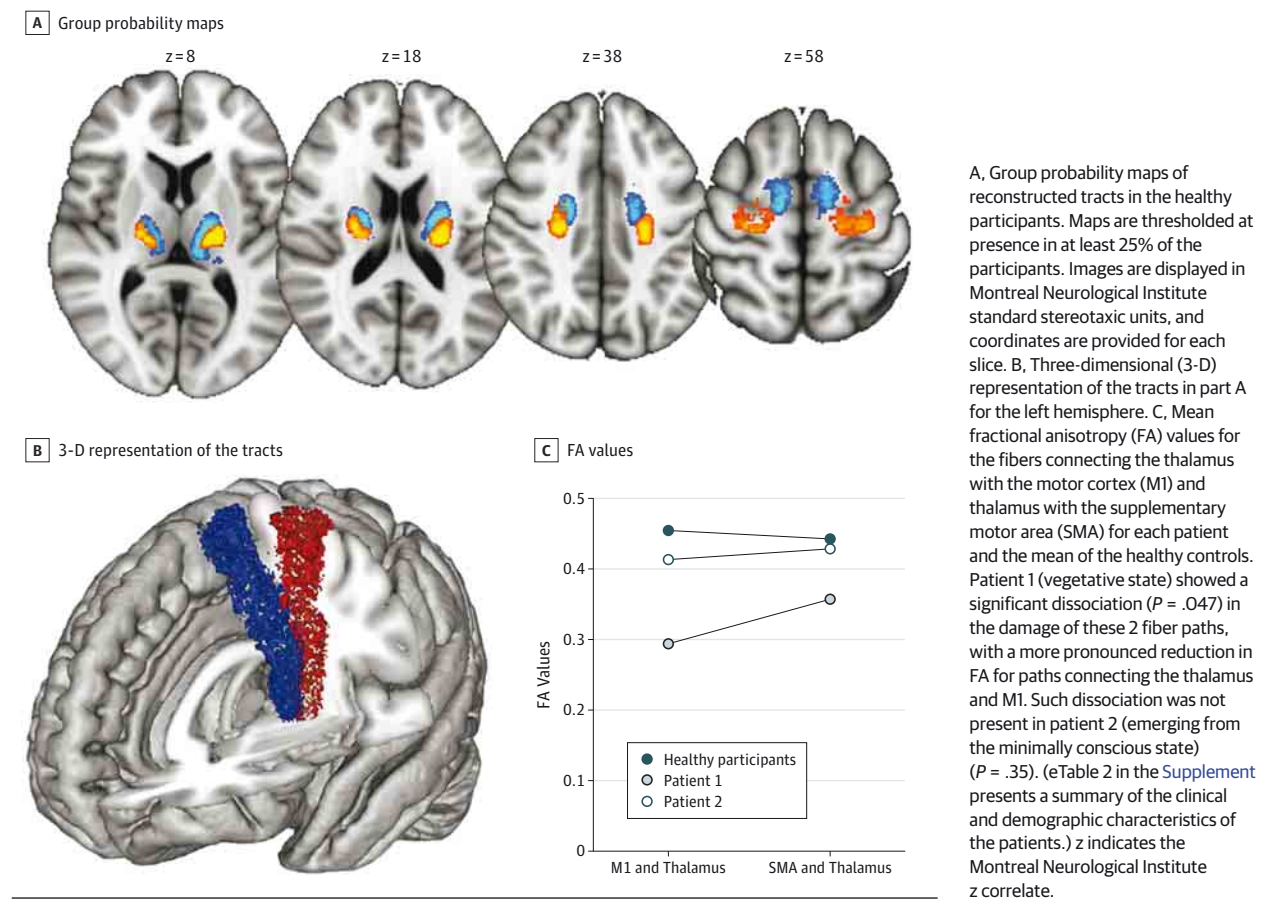 A Group probability maps
z=8
z=18
z=38
z=58
A, Group probability maps of
reconstructed tracts in the healthy
participants. Maps are thresholded at
presence in at least 25% of the
participants. Images are displayed in
Montreal Neurological Institute
standard stereotaxic units, and
coordinates are provided for each
slice. B, Three-dimensional (3-D)
representation of the tracts in part A
for the left hemisphere. C, Mean
fractional anisotropy (FA) values for
the fibers connecting the thalamus
with the motor cortex (M1) and
thalamus with the supplementary
motor area (SMA) for each patient
and the mean of the healthy controls.
Patient 1 (vegetative state) showed a
significant dissociation (P = .047) in
the damage of these 2 fiber paths,
with a more pronounced reduction in
FA for paths connecting the thalamus
and M1. Such dissociation was not
present in patient 2 (emerging from
the minimally conscious state)
(P = .35). (eTable 2 in the Supplement
presents a summary of the clinical
and demographic characteristics of
the patients.) z indicates the
Montreal Neurological Institute
z correlate.
B 3-D representation of the tracts
C FA values
0.5
0.4
0.3
0.2
0.1
0
FA Values
Healthy participants
Patient 1
Patient 2
M1 and Thalamus
SMA and Thalamus